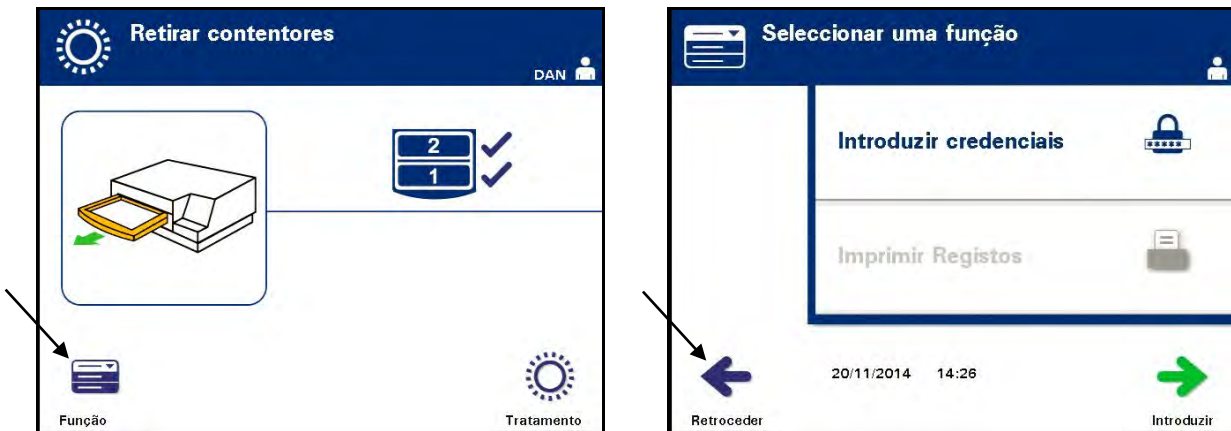 Retirar contentores
DAN
2
1
Função
Tratamento
Seleccionar uma função
Introduzir credenciais
*****
Imprimir Registos
20/11/2014 14:26
Retroceder
Introduzir